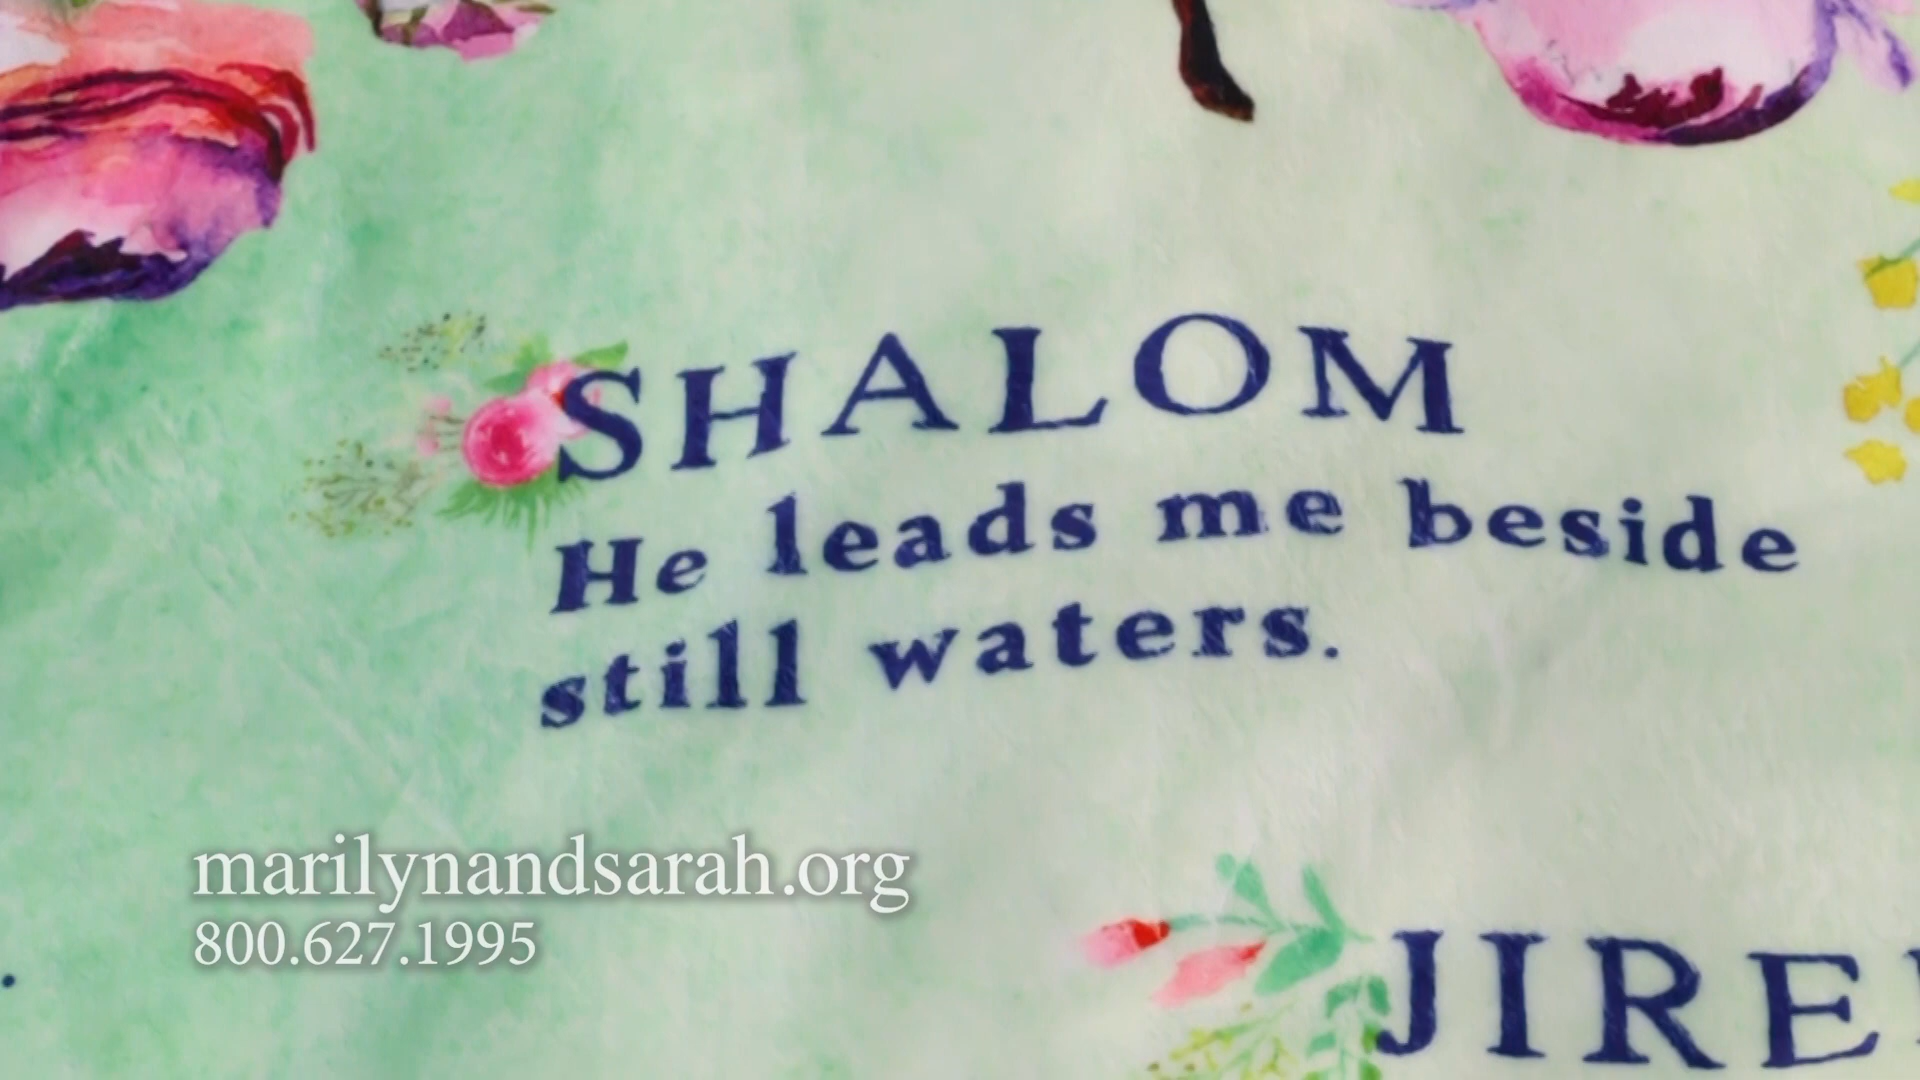 SHALOM
He leads me beside
still waters.
marilynandsarah.org
800.627.1995